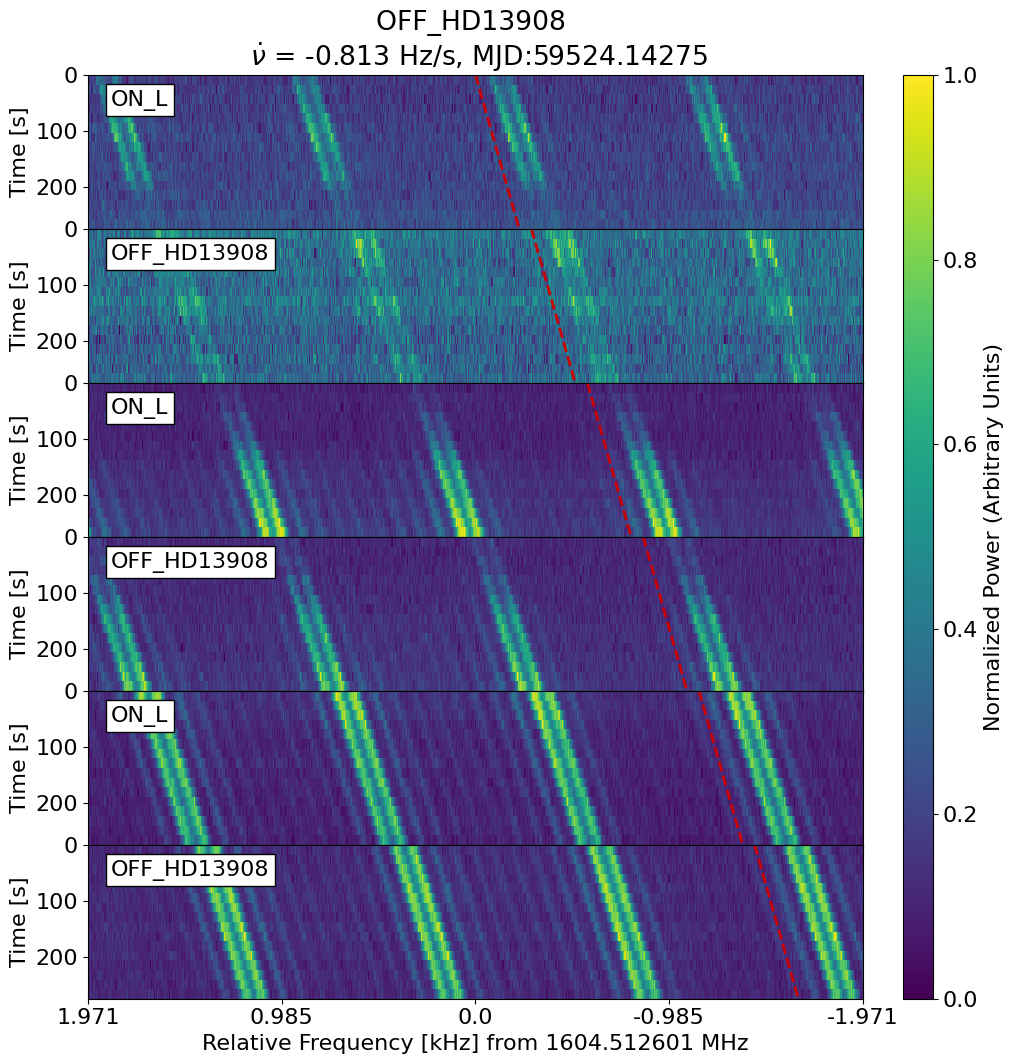 OFF_HD13908
ν̇ = -0.813 Hz/s, MJD:59524.14275
0
100
200
Time [s]
ON_L
0
100
200
Time [s]
OFF_HD13908
0
100
200
Time [s]
ON_L
0
100
200
Time [s]
OFF_HD13908
0
100
200
Time [s]
ON_L
0
100
200
Time [s]
OFF_HD13908
1.971 0.985 0.0 -0.985 -1.971
Relative Frequency [kHz] from 1604.512601 MHz
1.0
0.8
0.6
0.4
0.2
0.0
Normalized Power (Arbitrary Units)